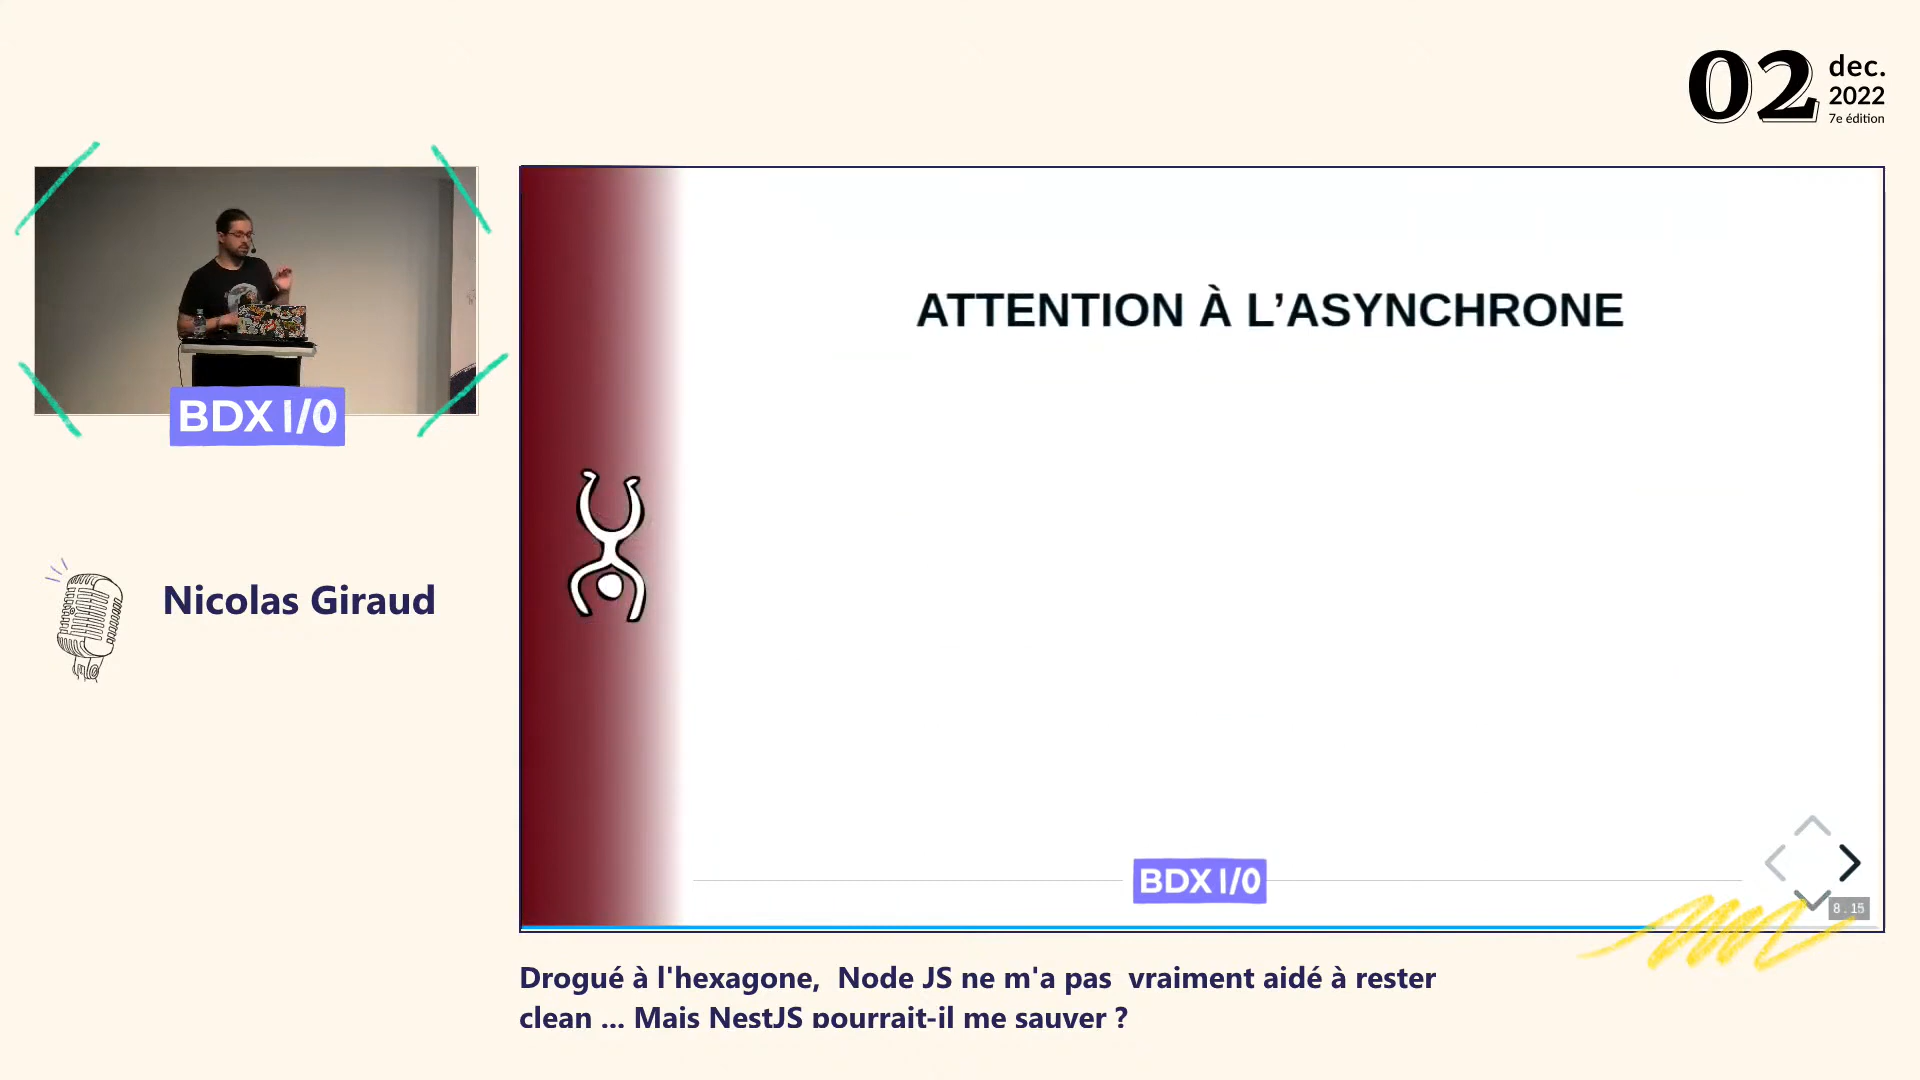 02
dec.
2022
7e édition
BDX I/O
Nicolas Giraud
ATTENTION À L’ASYNCHRONE
BDX I/O
8.15
Drogué à l'hexagone,  Node JS ne m'a pas  vraiment aidé à rester
clean ... Mais NestJS pourrait-il me sauver ?